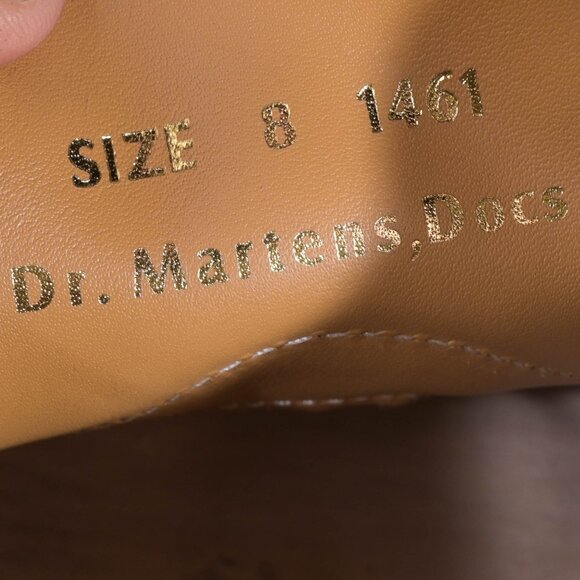 SIZE 8 1461
Dr. Martens, Docs